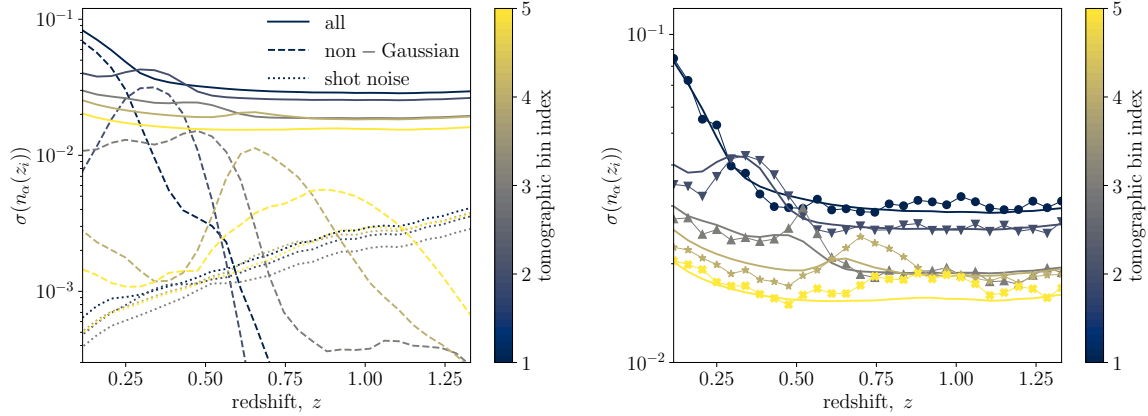 10⁻¹
10⁻²
10⁻³
σ(n_α(z_i))
0.25 0.50 0.75 1.00 1.25
redshift, z
all
non − Gaussian
shot noise
5
4
3
2
1
tomographic bin index
10⁻¹
10⁻²
σ(n_α(z_i))
0.25 0.50 0.75 1.00 1.25
redshift, z
5
4
3
2
1
tomographic bin index